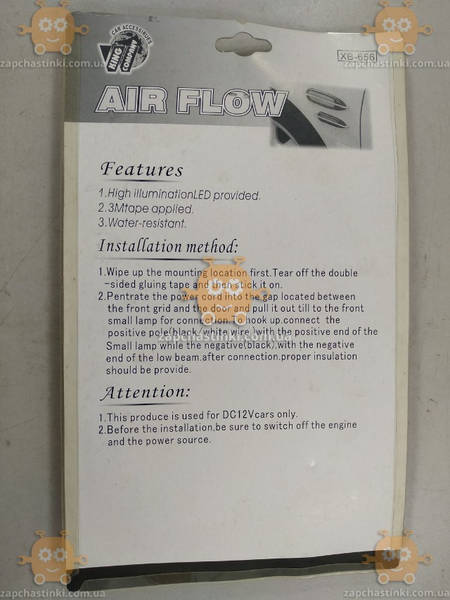 CAR ACCESSORIES
KING
COMPANY
XB-656
AIR FLOW
zapchastinki.com.ua
Features
1.High illuminationLED provided.
2.3Mtape applied.
3.Water-resistant.
Installation method:
1.Wipe up the mounting location first.Tear off the double
-sided gluing tape and then stick it on.
2.Pentrate the power cord into the gap located between
the front grid and the door and pull it out till to the front
small lamp for connection.To hook up.connect the
positive pole(black/white wire )with the positive end of the
zapchastinki.com.ua
Small lamp while the negative(black),with the negative
end of the low beam.after connection.proper insulation
should be provide.
Attention:
1.This produce is used for DC12Vcars only.
2.Before the installation,be sure to switch off the engine
and the power source.
zapchastinki.com.ua
zapchastinki.com.ua